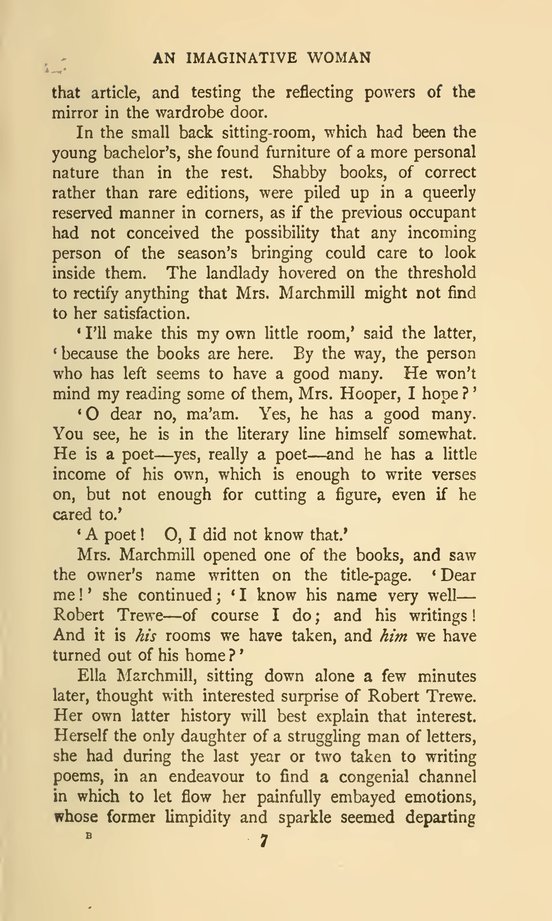 AN IMAGINATIVE WOMAN
that article, and testing the reflecting powers of the
mirror in the wardrobe door.
In the small back sitting-room, which had been the
young bachelor's, she found furniture of a more personal
nature than in the rest. Shabby books, of correct
rather than rare editions, were piled up in a queerly
reserved manner in corners, as if the previous occupant
had not conceived the possibility that any incoming
person of the season's bringing could care to look
inside them. The landlady hovered on the threshold
to rectify anything that Mrs. Marchmill might not find
to her satisfaction.
‘I'll make this my own little room,’ said the latter,
‘because the books are here. By the way, the person
who has left seems to have a good many. He won't
mind my reading some of them, Mrs. Hooper, I hope?’
‘O dear no, ma'am. Yes, he has a good many.
You see, he is in the literary line himself somewhat.
He is a poet—yes, really a poet—and he has a little
income of his own, which is enough to write verses
on, but not enough for cutting a figure, even if he
cared to.’
‘A poet! O, I did not know that.’
Mrs. Marchmill opened one of the books, and saw
the owner's name written on the title-page. ‘Dear
me!’ she continued; ‘I know his name very well—
Robert Trewe—of course I do; and his writings!
And it is his rooms we have taken, and him we have
turned out of his home?’
Ella Marchmill, sitting down alone a few minutes
later, thought with interested surprise of Robert Trewe.
Her own latter history will best explain that interest.
Herself the only daughter of a struggling man of letters,
she had during the last year or two taken to writing
poems, in an endeavour to find a congenial channel
in which to let flow her painfully embayed emotions,
whose former limpidity and sparkle seemed departing
B
7